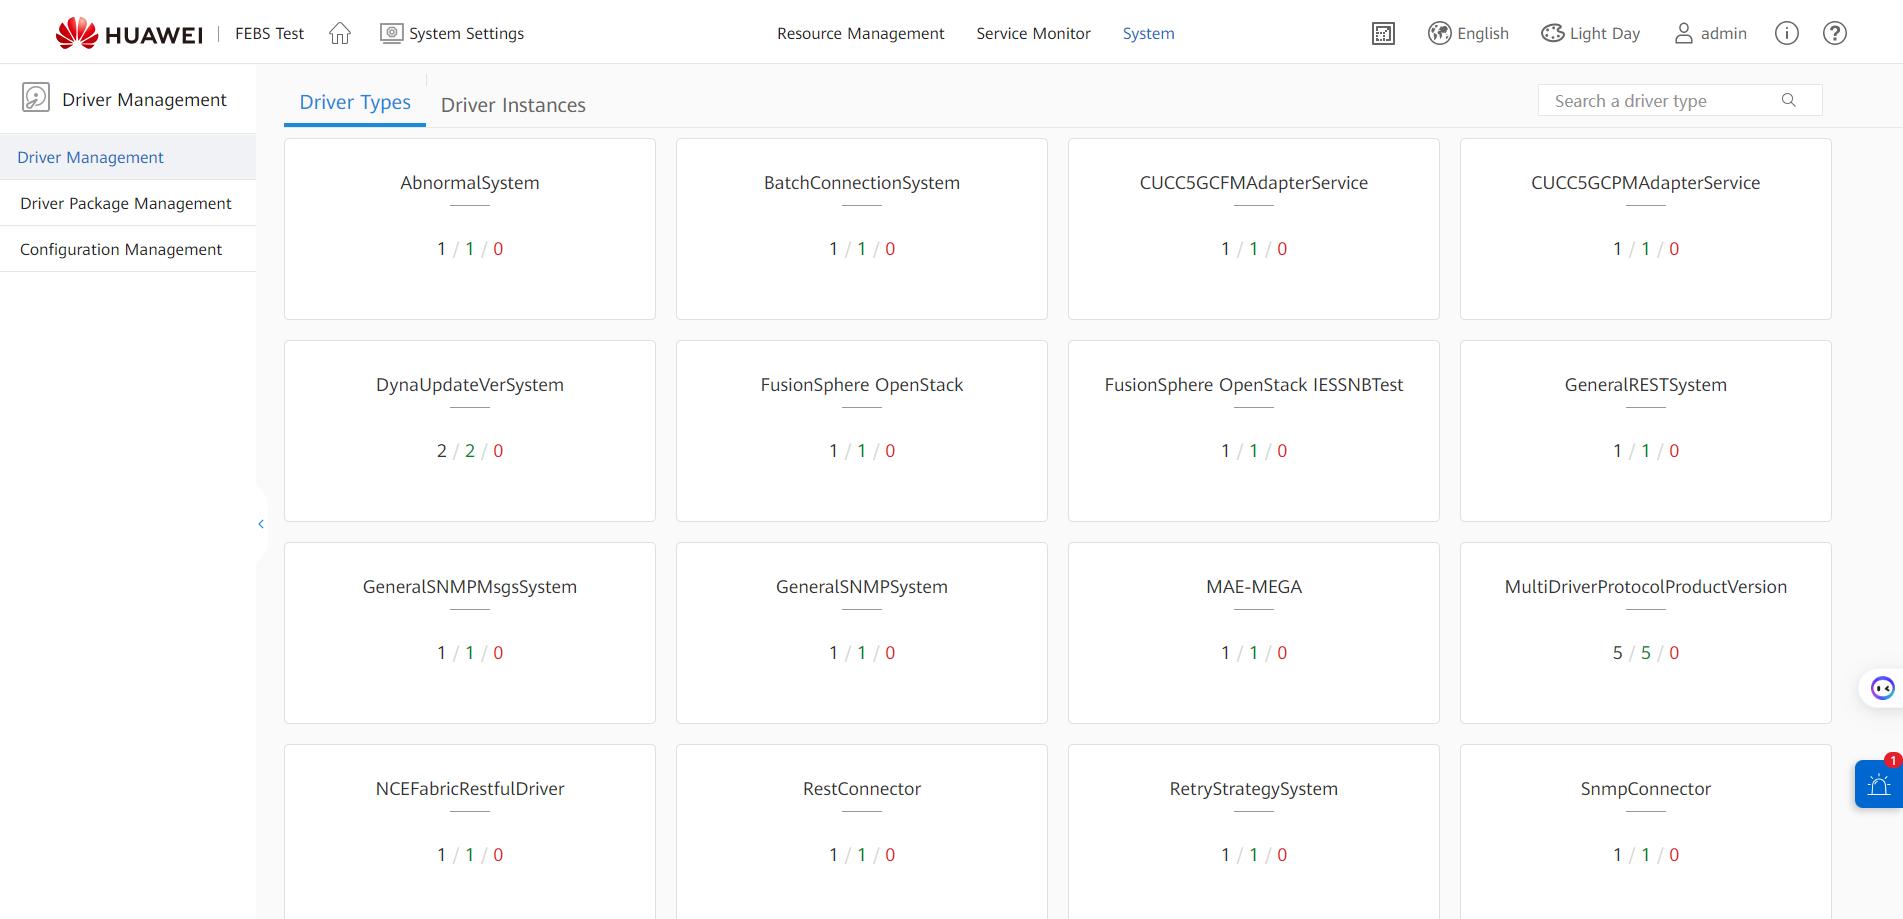 HUAWEI | FEBS Test System Settings Resource Management Service Monitor System English Light Day admin
Driver Management
Driver Types Driver Instances Search a driver type
Driver Management
Driver Package Management
Configuration Management
AbnormalSystem BatchConnectionSystem CUCC5GCFMAdapterService CUCC5GCPMAdapterService
1 / 1 / 0 1 / 1 / 0 1 / 1 / 0 1 / 1 / 0
DynaUpdateVerSystem FusionSphere OpenStack FusionSphere OpenStack IESSNBTest GeneralRESTSystem
2 / 2 / 0 1 / 1 / 0 1 / 1 / 0 1 / 1 / 0
GeneralSNMPMsgsSystem GeneralSNMPSystem MAE-MEGA MultiDriverProtocolProductVersion
1 / 1 / 0 1 / 1 / 0 1 / 1 / 0 5 / 5 / 0
1
NCEFabricRestfulDriver RestConnector RetryStrategySystem SnmpConnector
1 / 1 / 0 1 / 1 / 0 1 / 1 / 0 1 / 1 / 0